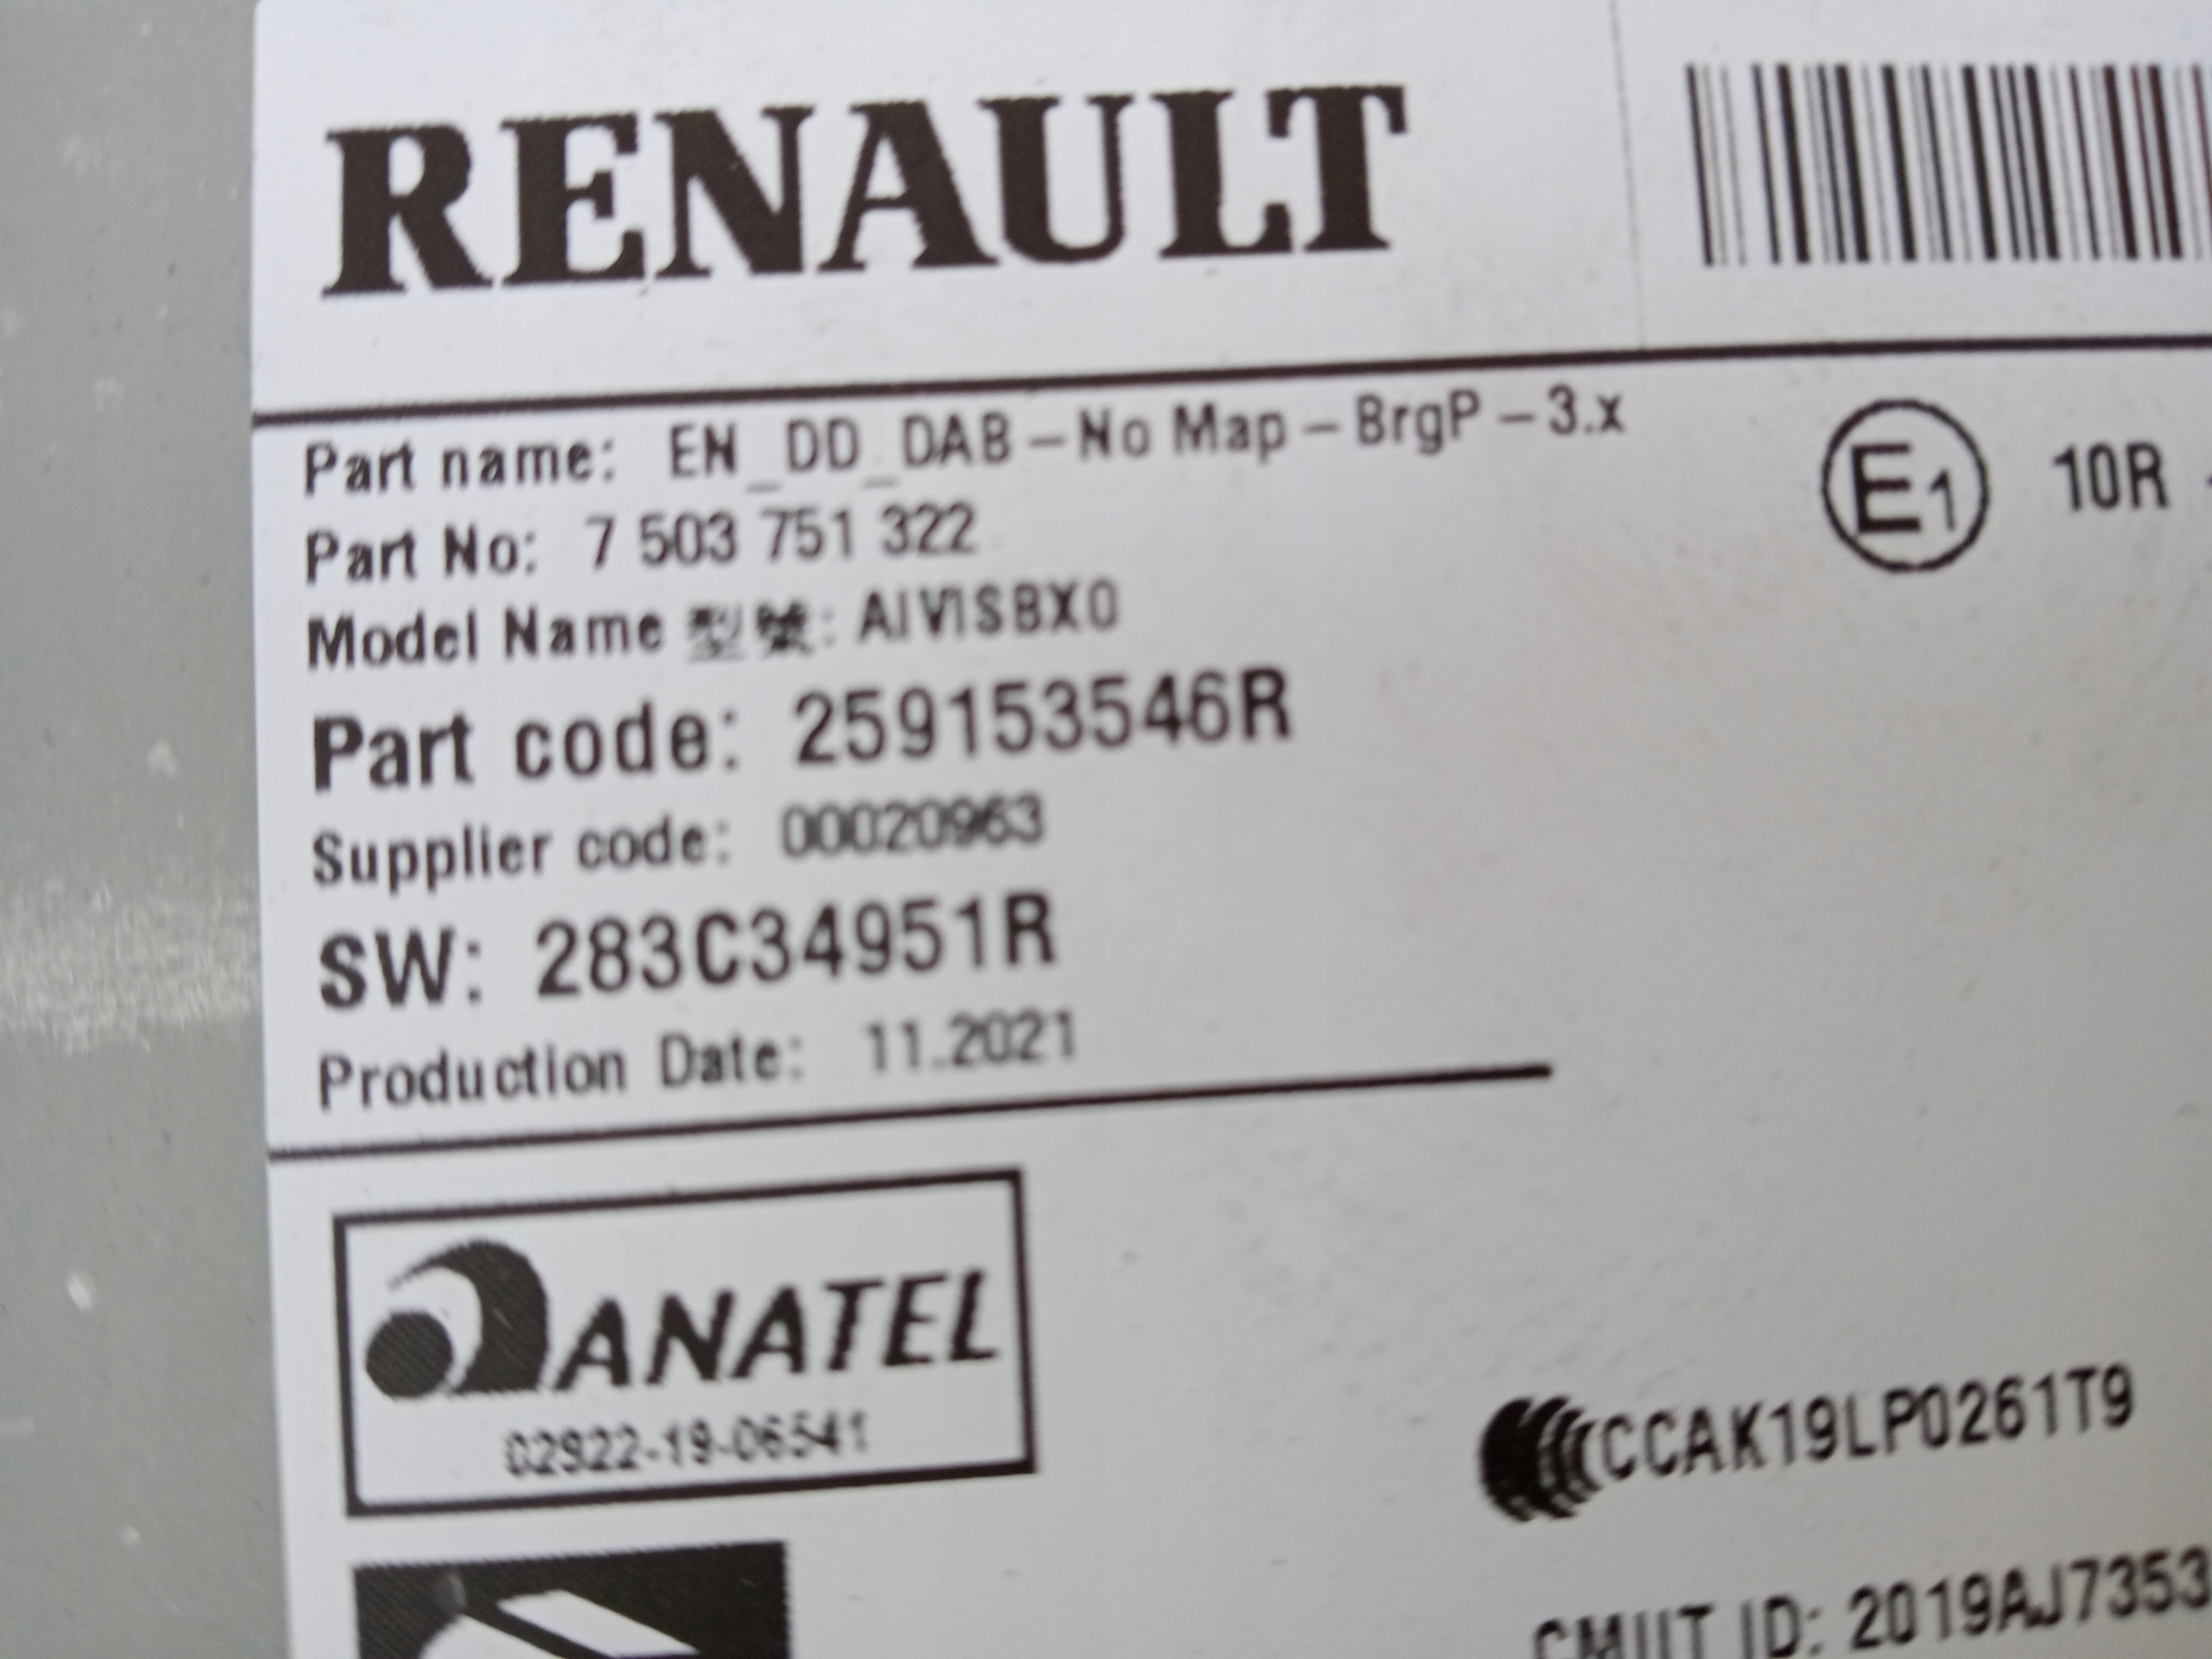 RENAULT
Part name: EN_DD_DAB-No Map-BrgP-3.x
E1 10R
Part No: 7 503 751 322
Model Name 型號: AIVISBX0
Part code: 259153546R
Supplier code: 00020963
SW: 283C34951R
Production Date: 11.2021
ANATEL
02922-19-06541
CCAK19LP0261T9
CMIIT ID: 2019AJ7353